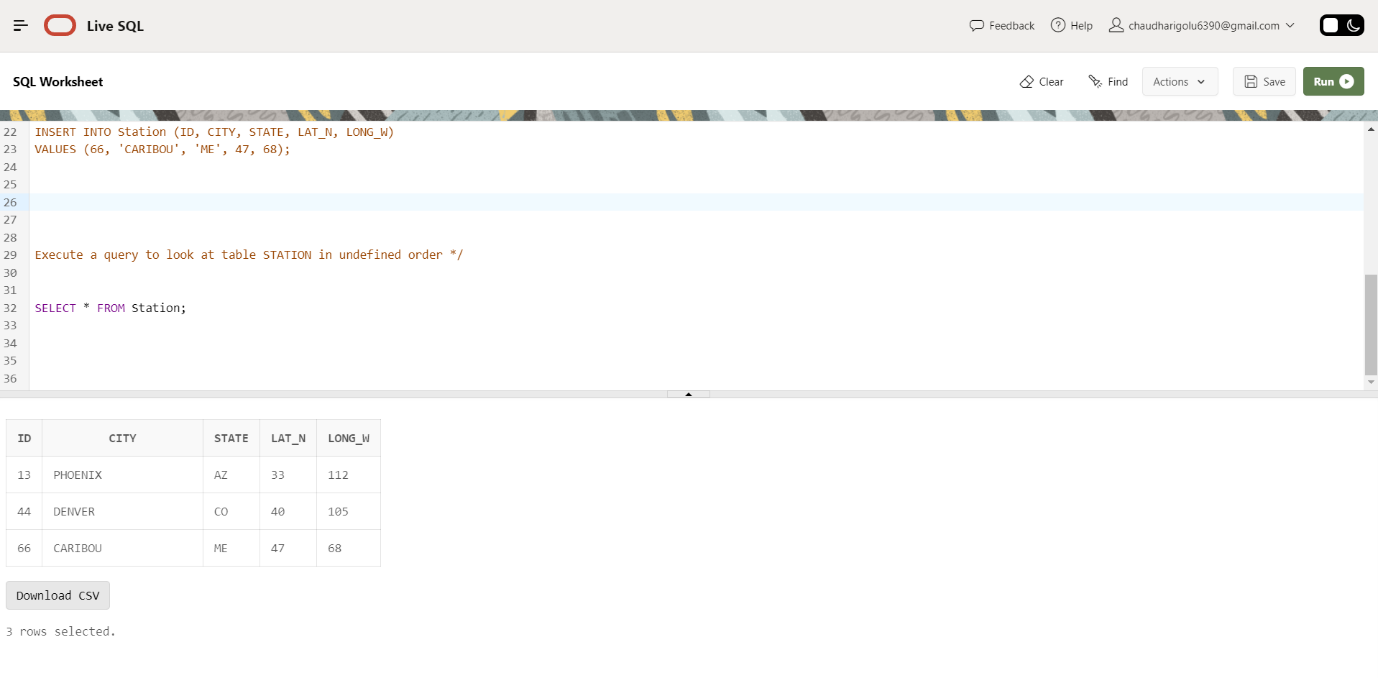 Live SQL
Feedback Help chaudharigolu6390@gmail.com
SQL Worksheet
Clear Find Actions Save Run
22 INSERT INTO Station (ID, CITY, STATE, LAT_N, LONG_W)
23 VALUES (66, 'CARIBOU', 'ME', 47, 68);
24
25
26
27
28
29 Execute a query to look at table STATION in undefined order */
30
31
32 SELECT * FROM Station;
33
34
35
36
ID CITY STATE LAT_N LONG_W
13 PHOENIX AZ 33 112
44 DENVER CO 40 105
66 CARIBOU ME 47 68
Download CSV
3 rows selected.